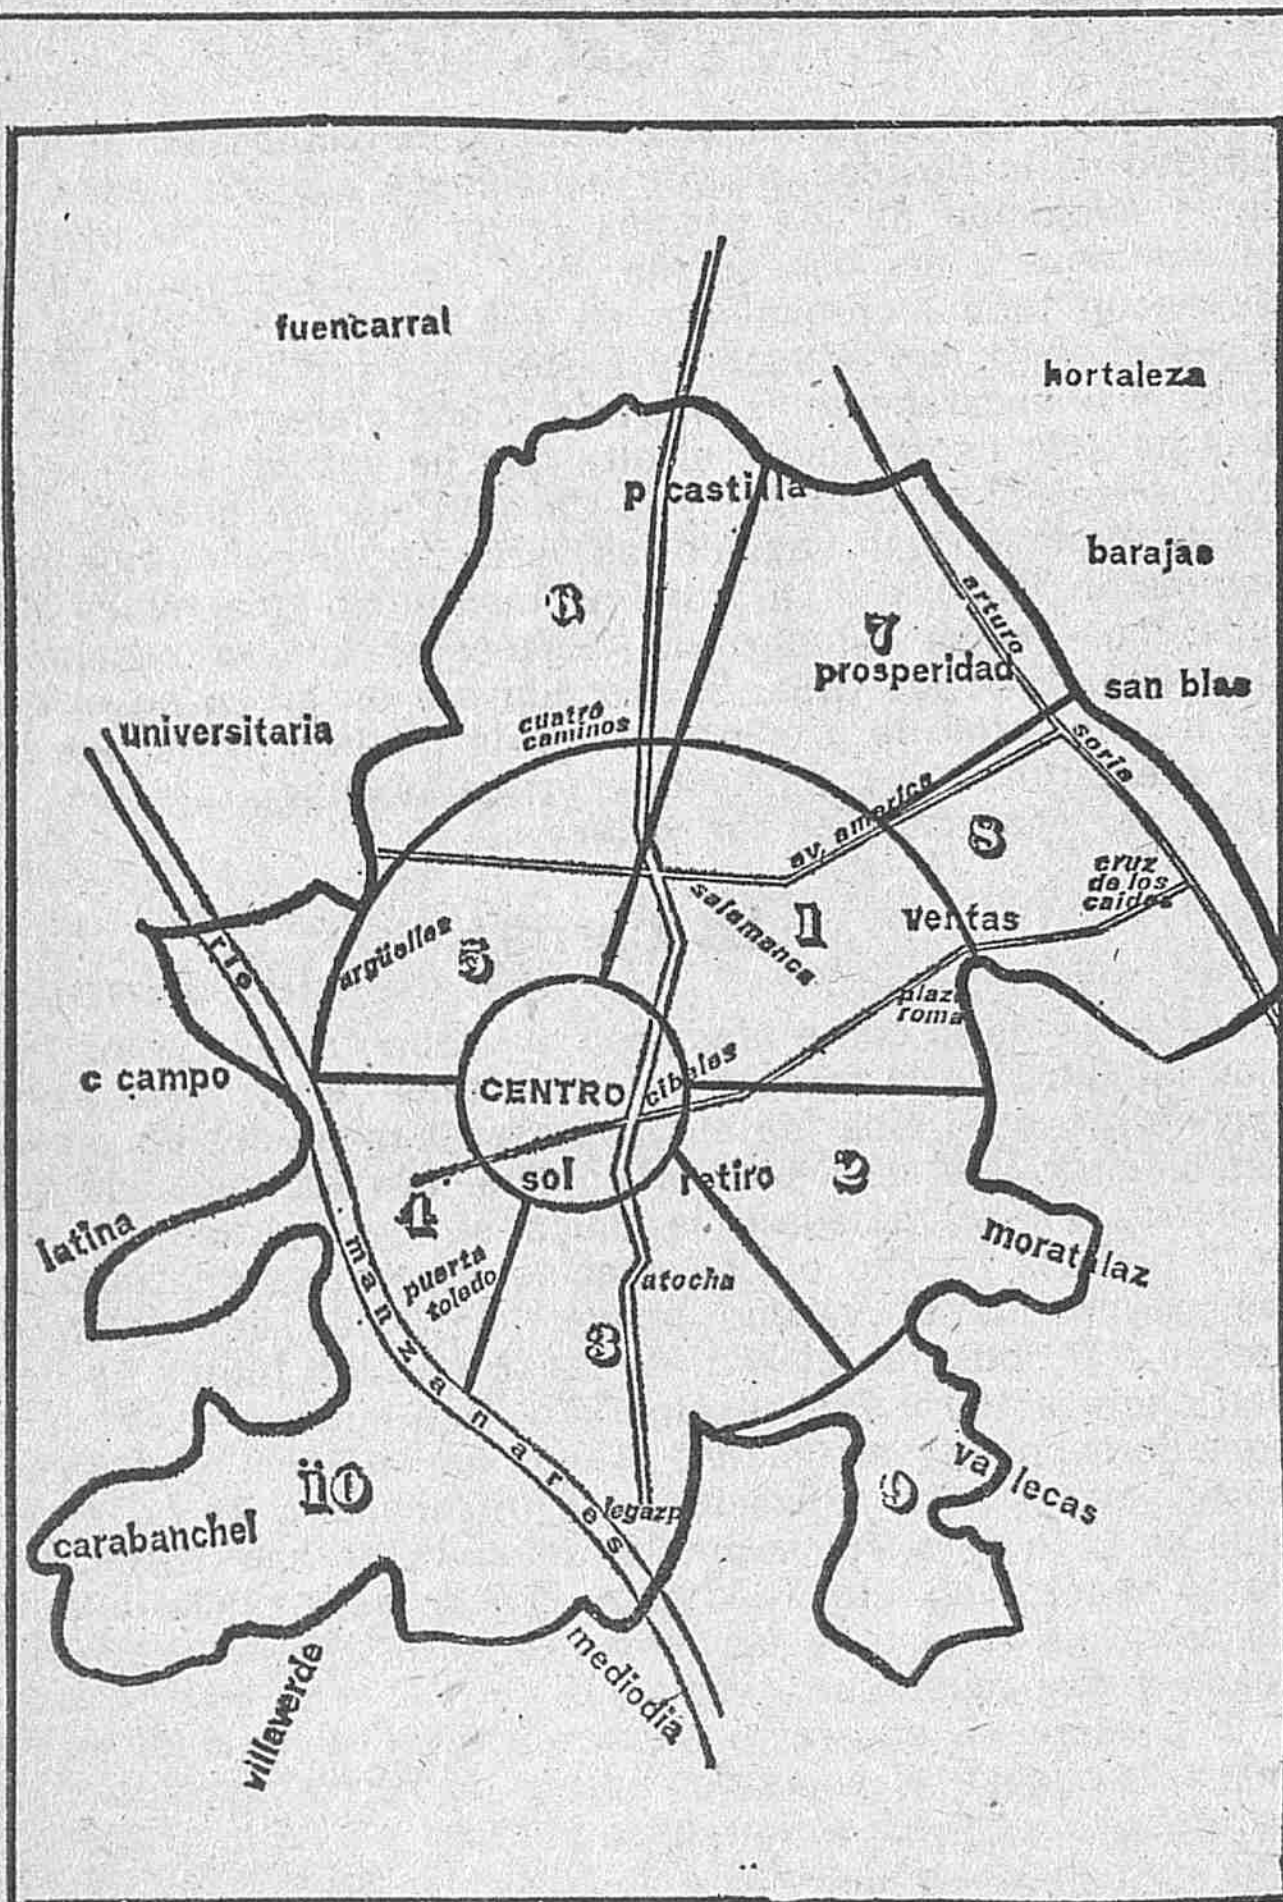 fuencarral
hortaleza
p castilla
barajas
6
7
arturo
prosperidad
san blas
universitaria
cuatro
caminos
soria
av. america
8
cruz
de los
caidos
salamanca
1
ventas
rio
argüelles
5
plaza
roma
c campo
CENTRO
cibeles
sol
retiro
2
4
latina
moratalaz
manzanares
puerta
toledo
atocha
3
vallecas
9
10
carabanchel
legazpi
mediodia
villaverde